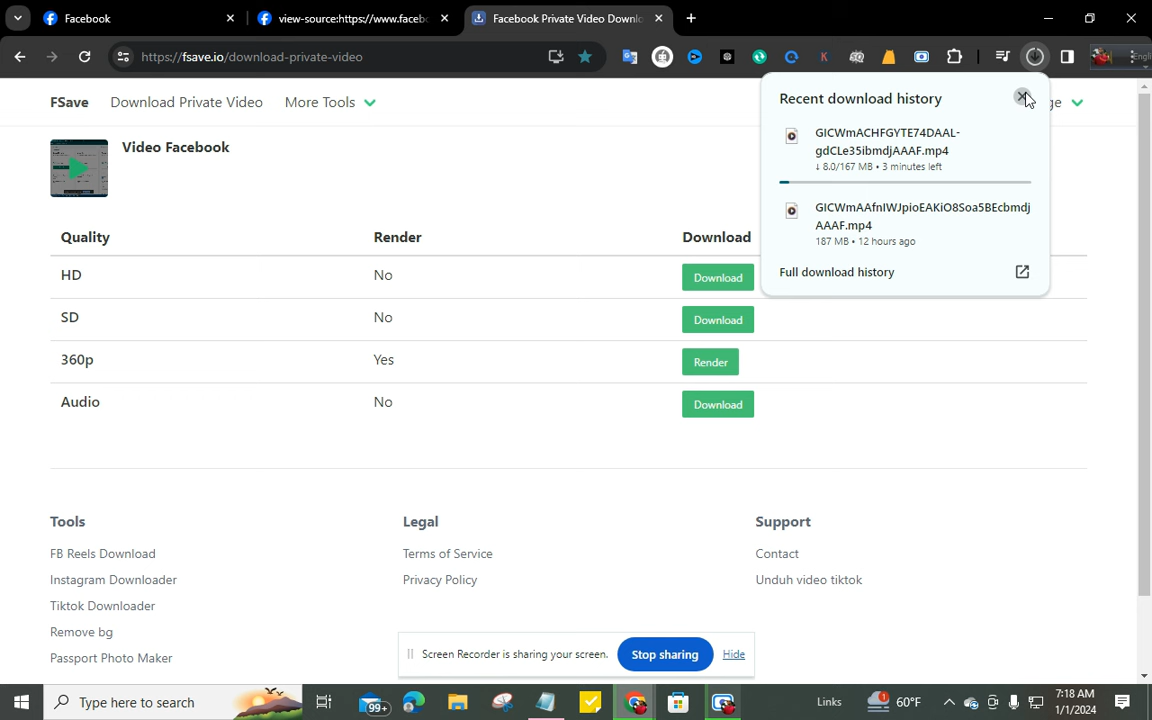 Facebook
view-source:https://www.faceb
Facebook Private Video Downl
https://fsave.io/download-private-video
Engli
FSave
Download Private Video
More Tools
ge
Recent download history
GICWmACHFGYTE74DAAL-
gdCLe35ibmdjAAAF.mp4
↓ 8.0/167 MB • 3 minutes left
GICWmAAfnlWJpioEAKiO8Soa5BEcbmdj
AAAF.mp4
187 MB • 12 hours ago
Full download history
Video Facebook
Quality Render Download
HD No Download
SD No Download
360p Yes Render
Audio No Download
Tools
FB Reels Download
Instagram Downloader
Tiktok Downloader
Remove bg
Passport Photo Maker
Legal
Terms of Service
Privacy Policy
Support
Contact
Unduh video tiktok
Screen Recorder is sharing your screen.
Stop sharing
Hide
Type here to search
99+
Links
1
60°F
7:18 AM
1/1/2024